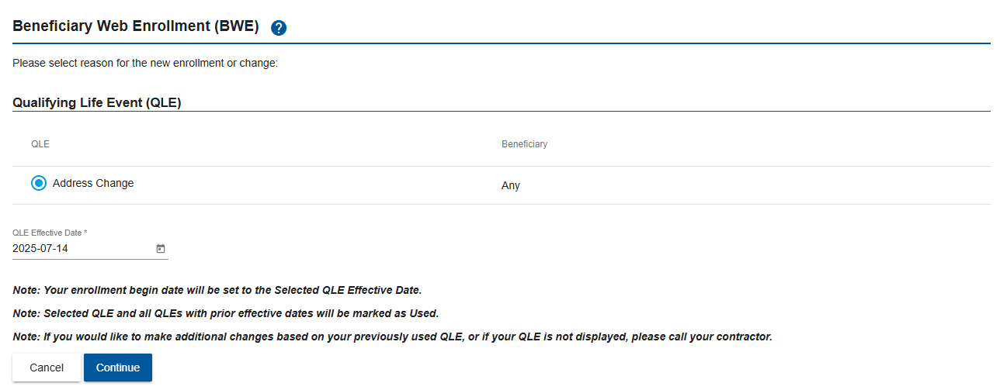 Beneficiary Web Enrollment (BWE) ?
Please select reason for the new enrollment or change:
Qualifying Life Event (QLE)
QLE Beneficiary
Address Change Any
QLE Effective Date *
2025-07-14
Note: Your enrollment begin date will be set to the Selected QLE Effective Date.
Note: Selected QLE and all QLEs with prior effective dates will be marked as Used.
Note: If you would like to make additional changes based on your previously used QLE, or if your QLE is not displayed, please call your contractor.
Cancel Continue